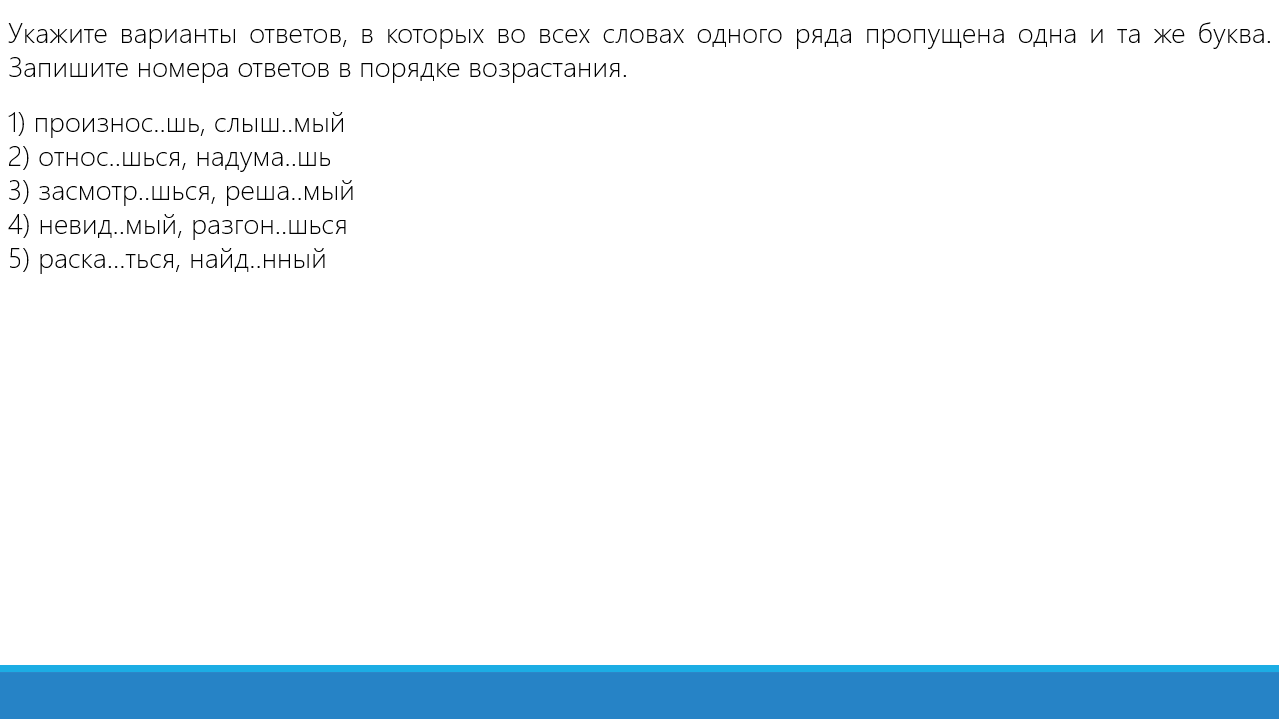 Укажите варианты ответов, в которых во всех словах одного ряда пропущена одна и та же буква.
Запишите номера ответов в порядке возрастания.
1) произнос..шь, слыш..мый
2) относ..шься, надума..шь
3) засмотр..шься, реша..мый
4) невид..мый, разгон..шься
5) раска...ться, найд..нный